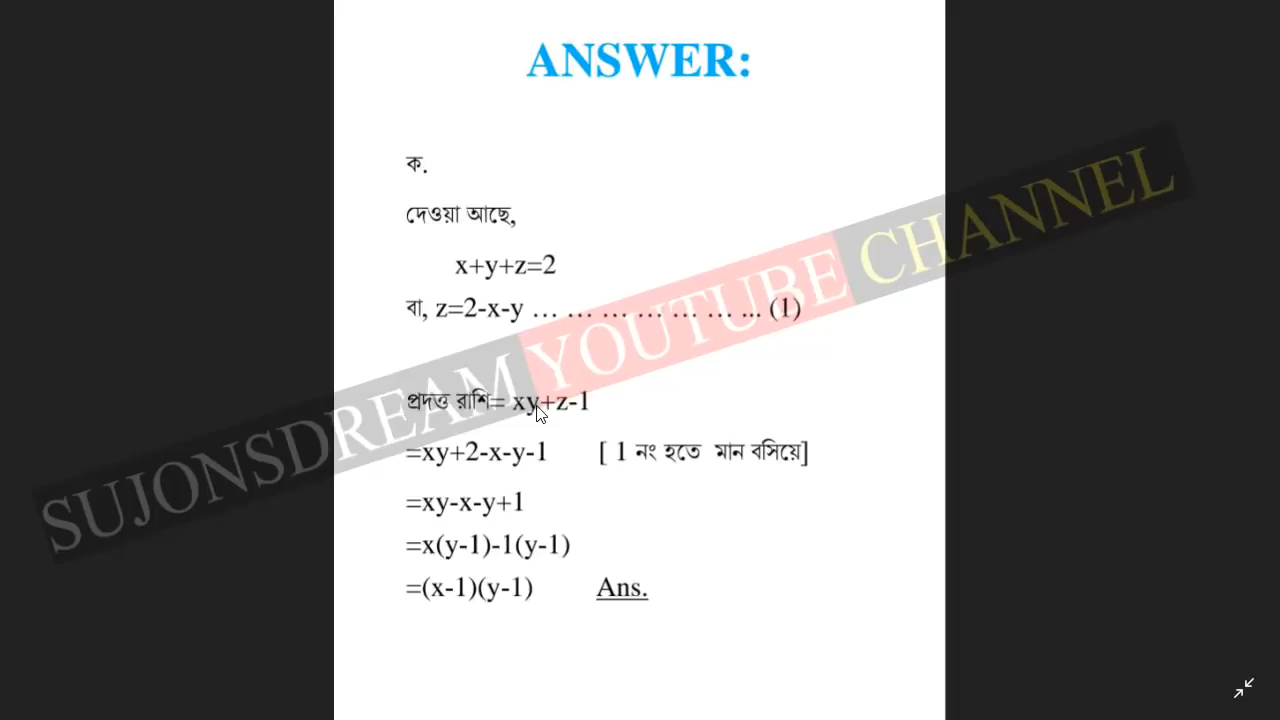 ANSWER:
ক.
দেওয়া আছে,
x+y+z=2
বা, z=2-x-y … … … … … … ... (1)
প্রদত্ত রাশি= xy+z-1
=xy+2-x-y-1 [ 1 নং হতে মান বসিয়ে]
=xy-x-y+1
=x(y-1)-1(y-1)
=(x-1)(y-1) Ans.
SUJONSDREAM YOUTUBE CHANNEL